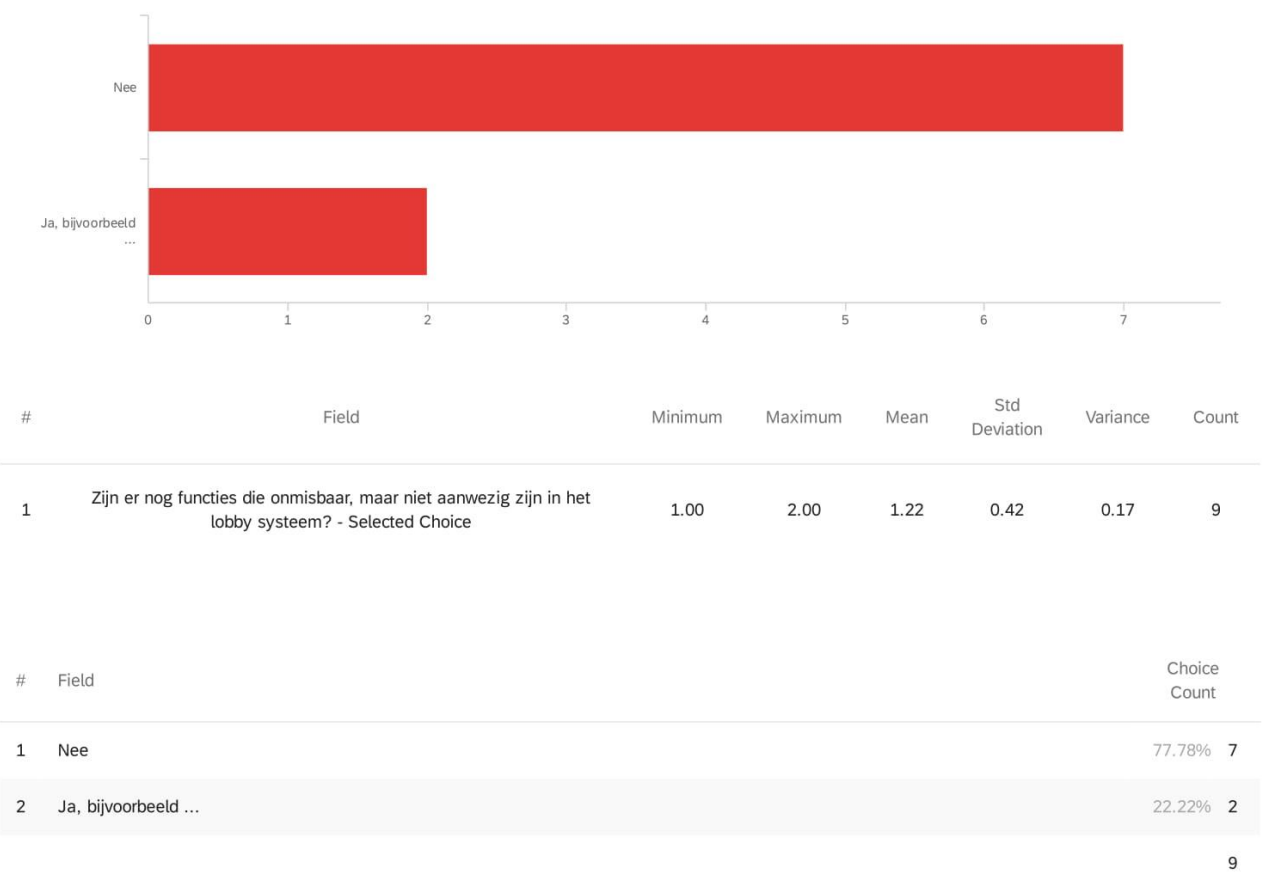 Nee
Ja, bijvoorbeeld
...
0 1 2 3 4 5 6 7
# Field Minimum Maximum Mean Std Deviation Variance Count
1 Zijn er nog functies die onmisbaar, maar niet aanwezig zijn in het
lobby systeem? - Selected Choice 1.00 2.00 1.22 0.42 0.17 9
# Field Choice Count
1 Nee 77.78% 7
2 Ja, bijvoorbeeld ... 22.22% 2
9